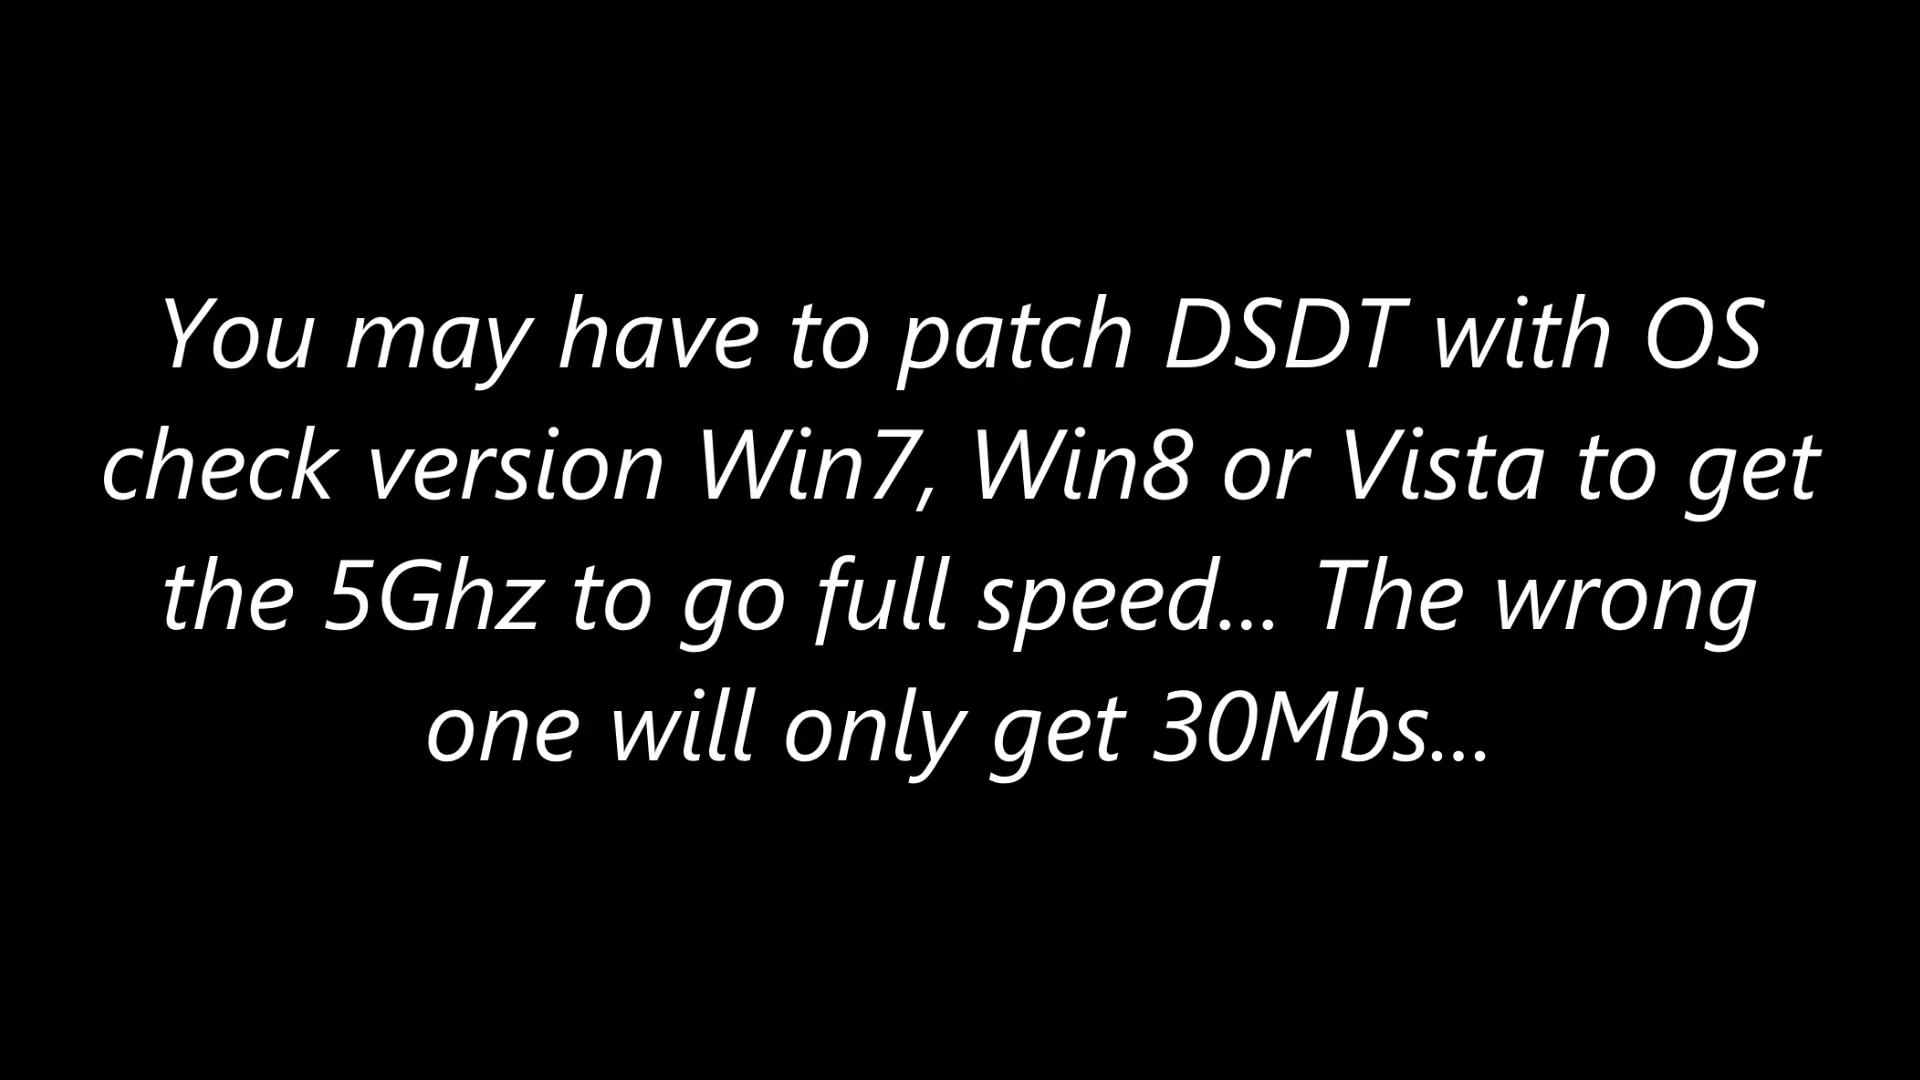 You may have to patch DSDT with OS
check version Win7, Win8 or Vista to get
the 5Ghz to go full speed... The wrong
one will only get 30Mbs...